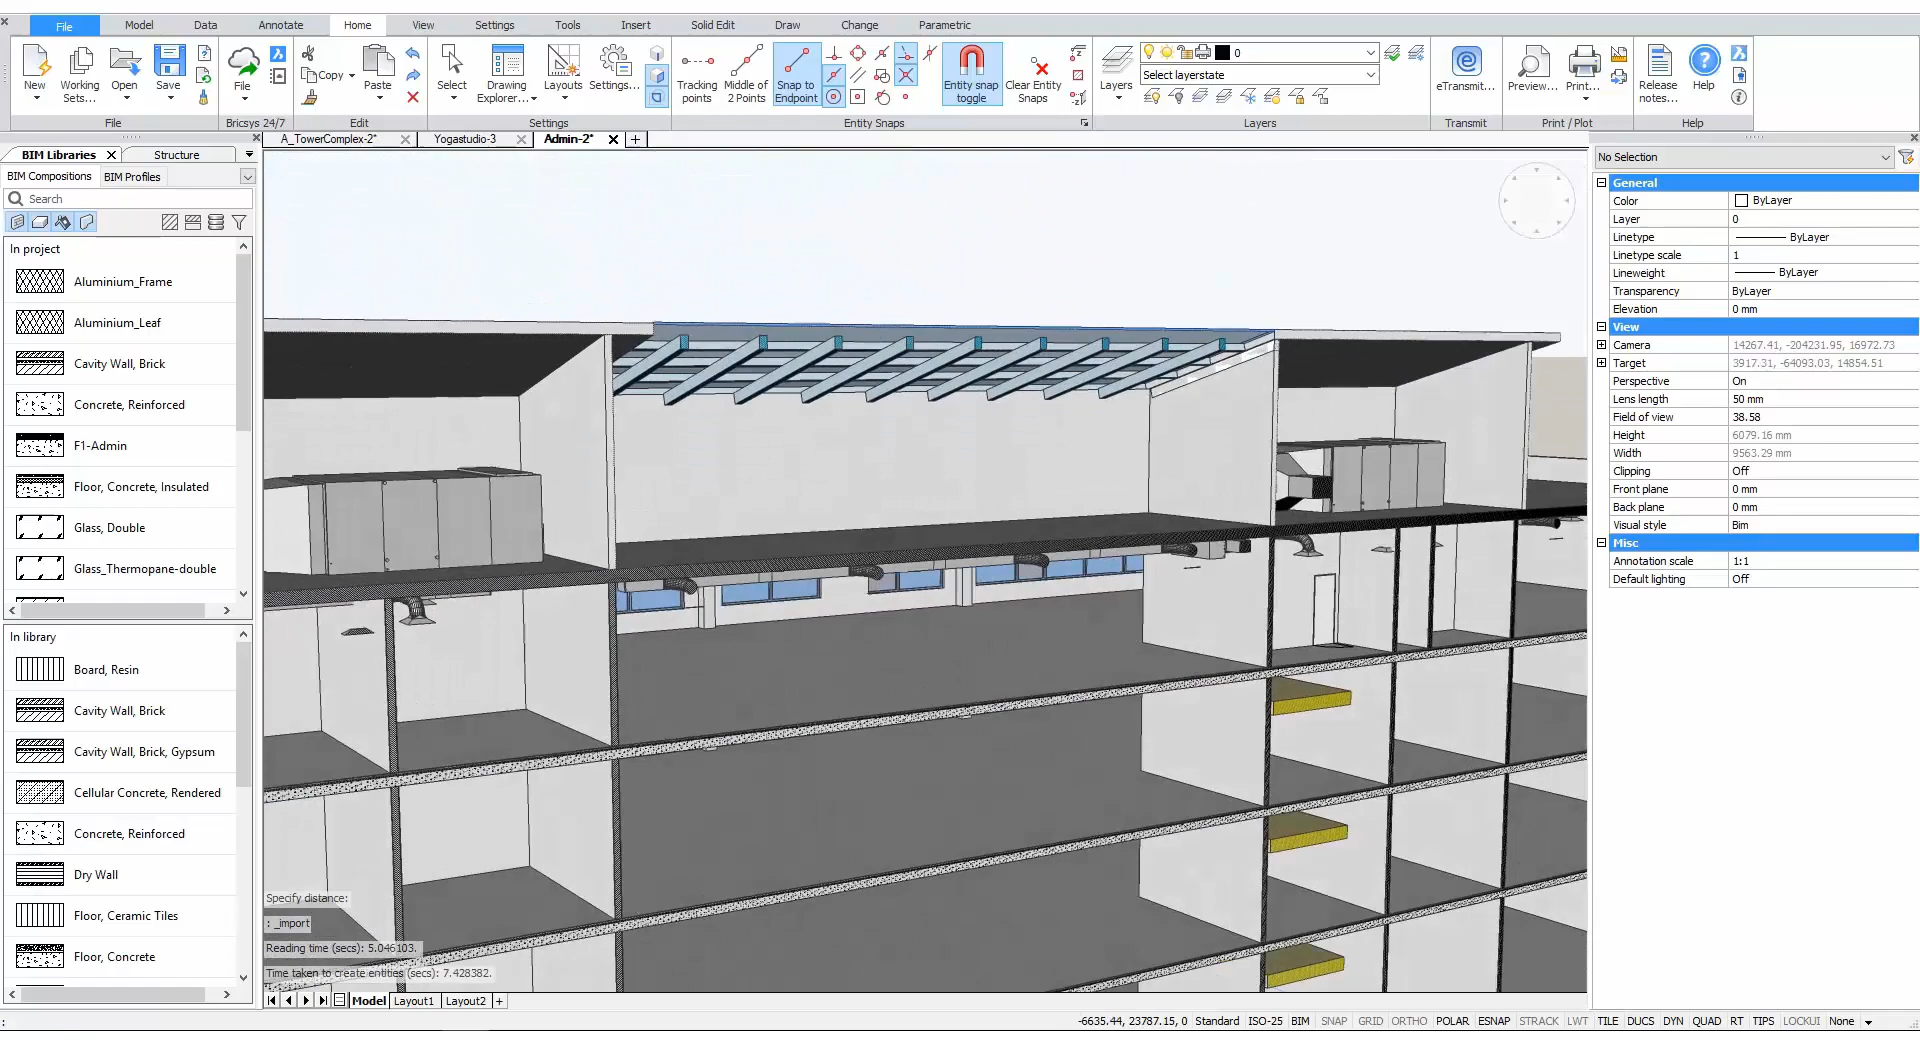 File Model Data Annotate Home View Settings Tools Insert Solid Edit Draw Change Parametric
New Working Sets... Open Save
File
File
Bricsys 24/7
Copy
Paste
Edit
Select Drawing Explorer... Layouts Settings...
Settings
Tracking points Middle of 2 Points Snap to Endpoint
Entity snap toggle Clear Entity Snaps
Entity Snaps
Layers
0
Select layerstate
Layers
eTransmit...
Transmit
Preview... Print...
Print / Plot
Release notes... Help
Help
BIM Libraries Structure
A_TowerComplex-2* Yogastudio-3 Admin-2*
BIM Compositions BIM Profiles
Search
In project
Aluminium_Frame
Aluminium_Leaf
Cavity Wall, Brick
Concrete, Reinforced
F1-Admin
Floor, Concrete, Insulated
Glass, Double
Glass_Thermopane-double
In library
Board, Resin
Cavity Wall, Brick
Cavity Wall, Brick, Gypsum
Cellular Concrete, Rendered
Concrete, Reinforced
Dry Wall
Floor, Ceramic Tiles
Floor, Concrete
Specify distance:
: _import
Reading time (secs): 5.046103.
Time taken to create entities (secs): 7.428382.
Model Layout1 Layout2 +
No Selection
General
Color ByLayer
Layer 0
Linetype ByLayer
Linetype scale 1
Lineweight ByLayer
Transparency ByLayer
Elevation 0 mm
View
Camera 14267.41, -204231.95, 16972.73
Target 3917.31, -64093.03, 14854.51
Perspective On
Lens length 50 mm
Field of view 38.58
Height 6079.16 mm
Width 9563.29 mm
Clipping Off
Front plane 0 mm
Back plane 0 mm
Visual style Bim
Misc
Annotation scale 1:1
Default lighting Off
: -6635.44, 23787.15, 0 Standard ISO-25 BIM SNAP GRID ORTHO POLAR ESNAP STRACK LWT TILE DUCS DYN QUAD RT TIPS LOCKUI None